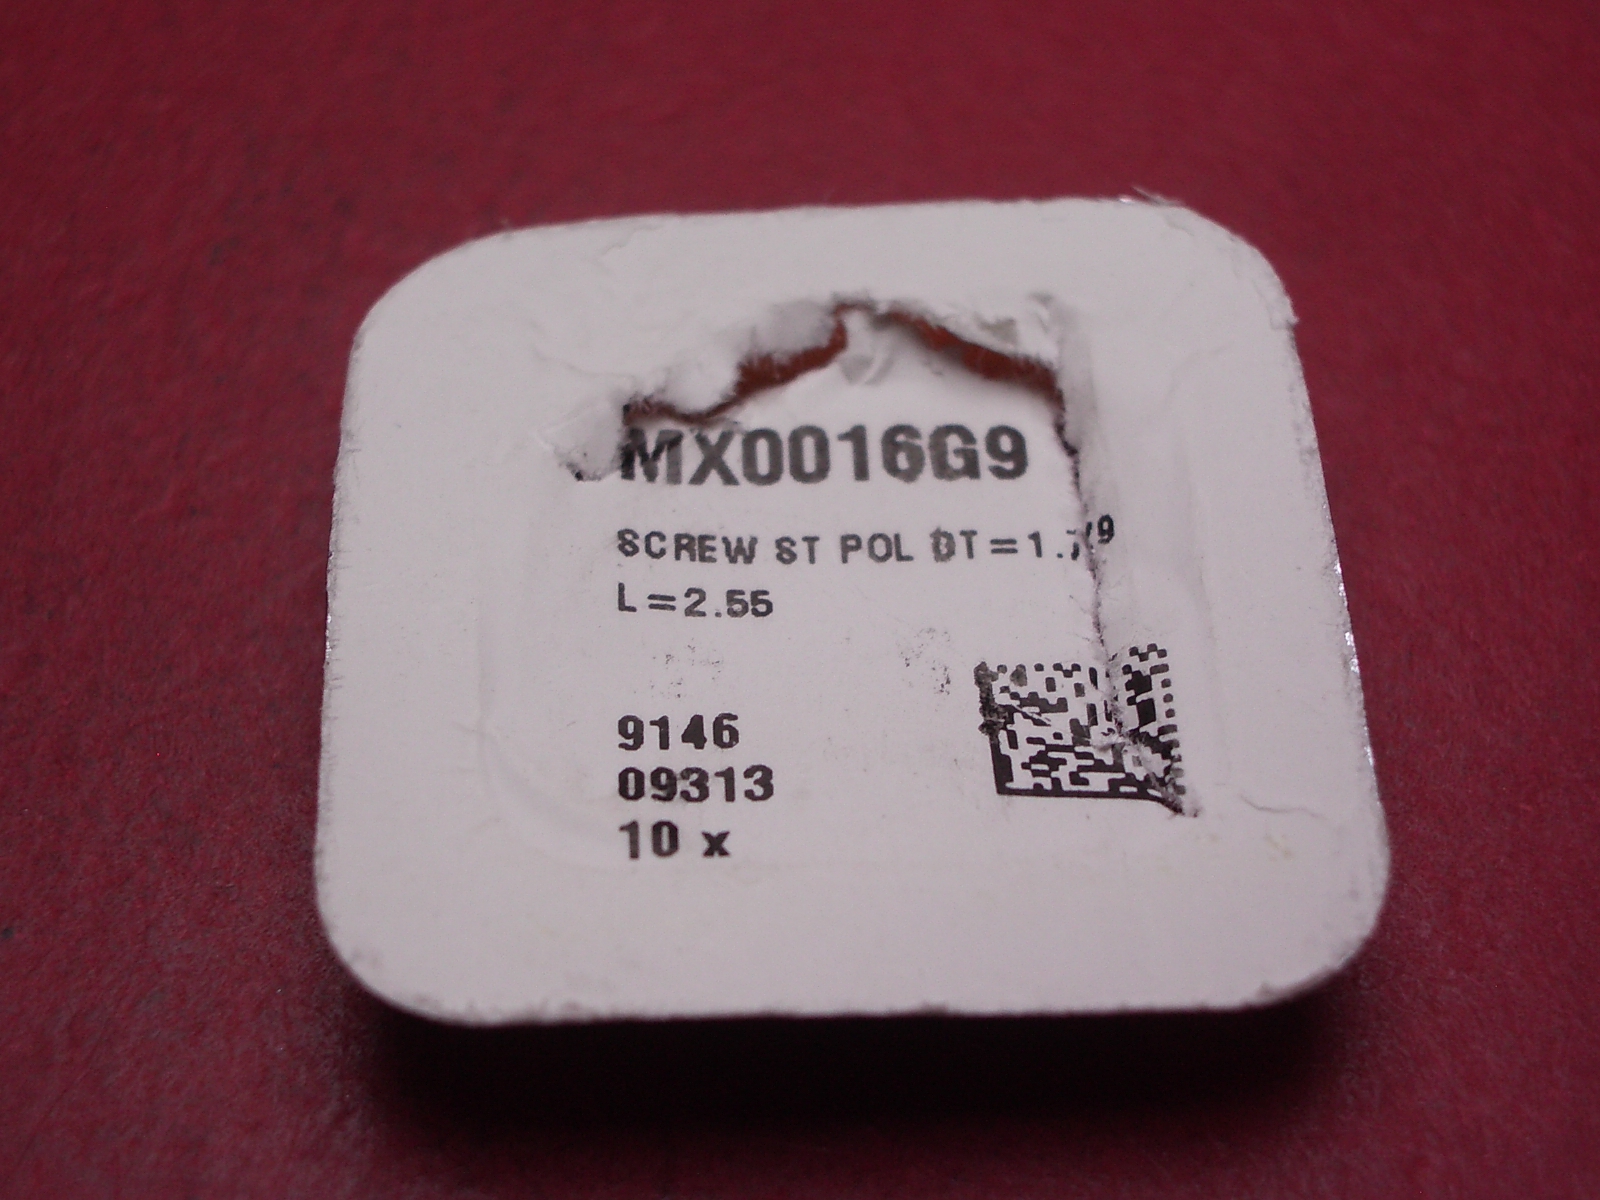 MX0016G9
SCREW ST POL DT=1.79
L=2.55
9146
09313
10 x